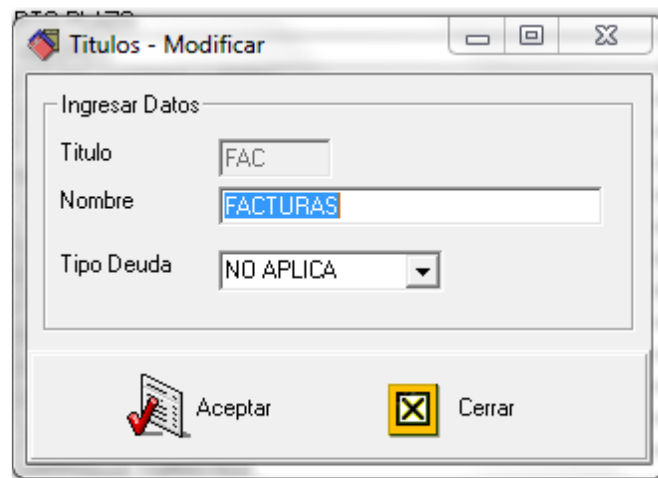 Titulos - Modificar
Ingresar Datos
Titulo FAC
Nombre FACTURAS
Tipo Deuda NO APLICA
Aceptar Cerrar